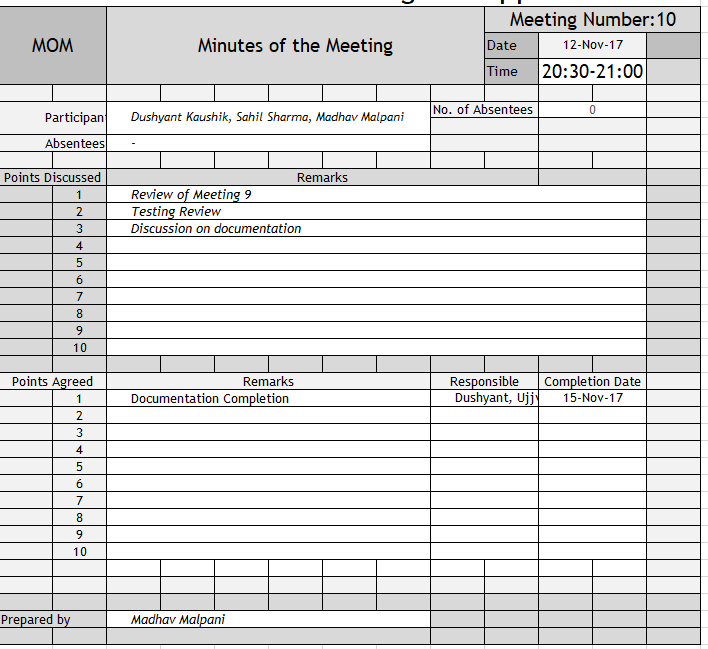 Meeting Number:10
MOM
Minutes of the Meeting
Date 12-Nov-17
Time 20:30-21:00
No. of Absentees 0
Participan Dushyant Kaushik, Sahil Sharma, Madhav Malpani
Absentees -
Points Discussed Remarks
1 Review of Meeting 9
2 Testing Review
3 Discussion on documentation
4
5
6
7
8
9
10
Points Agreed Remarks Responsible Completion Date
1 Documentation Completion Dushyant, 15-Nov-17
2
3
4
5
6
7
8
9
10
Prepared by Madhav Malpani